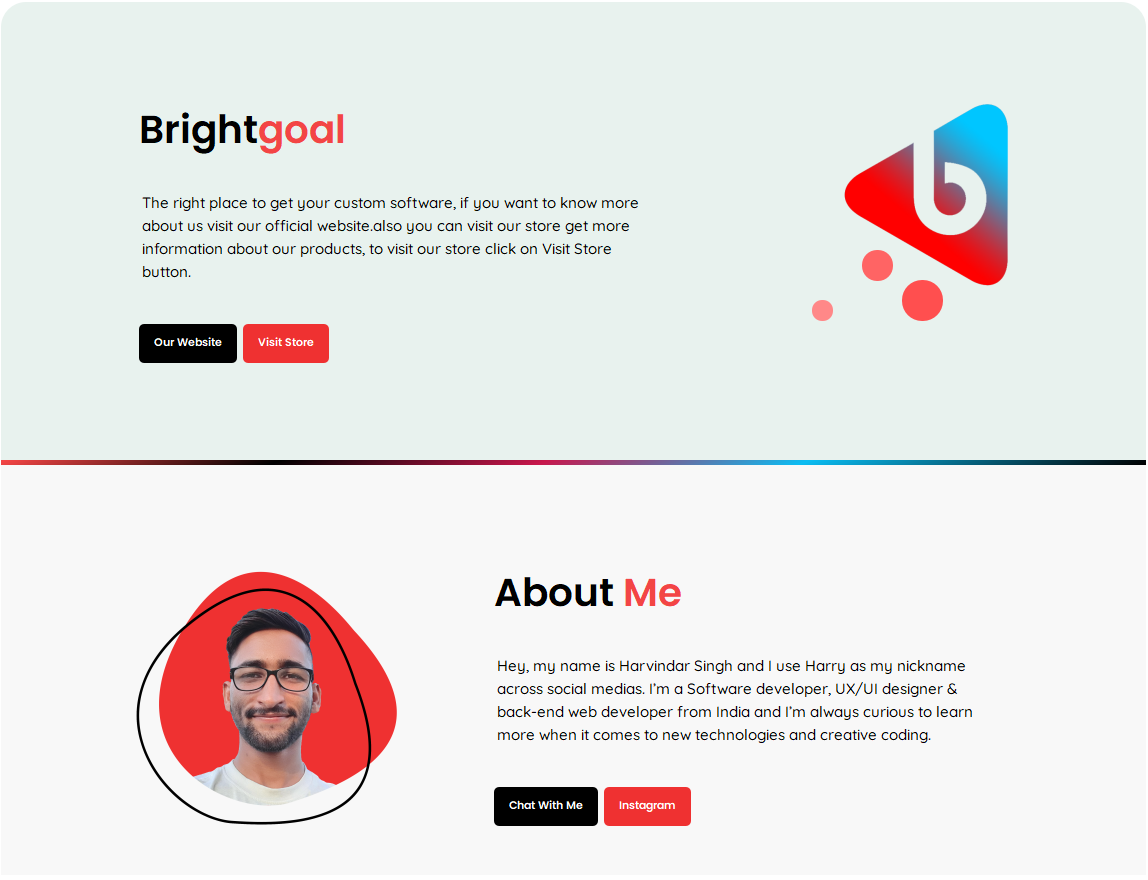 Brightgoal
The right place to get your custom software, if you want to know more
about us visit our official website.also you can visit our store get more
information about our products, to visit our store click on Visit Store
button.
Our Website Visit Store
About Me
Hey, my name is Harvindar Singh and I use Harry as my nickname
across social medias. I'm a Software developer, UX/UI designer &
back-end web developer from India and I'm always curious to learn
more when it comes to new technologies and creative coding.
Chat With Me Instagram